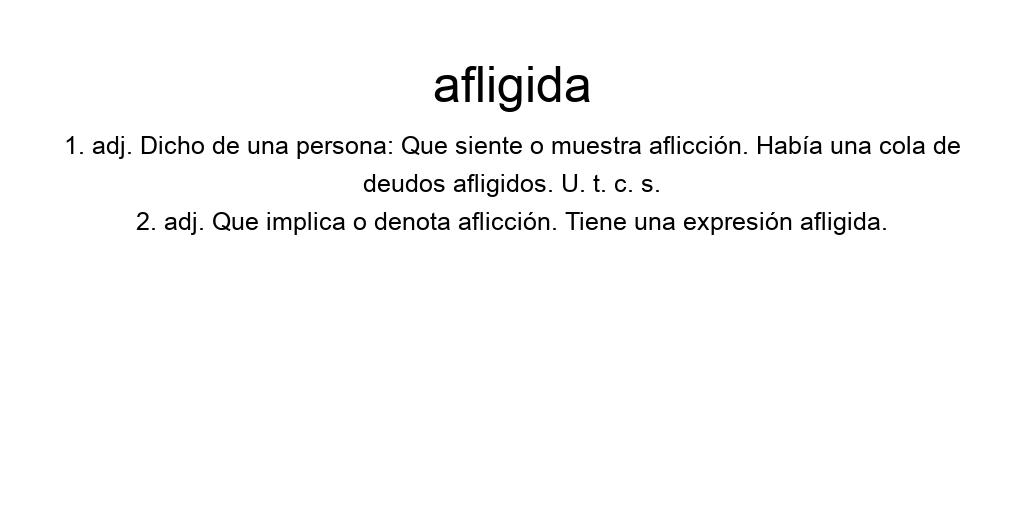 afligida
1. adj. Dicho de una persona: Que siente o muestra aflicción. Había una cola de
deudos afligidos. U. t. c. s.
2. adj. Que implica o denota aflicción. Tiene una expresión afligida.